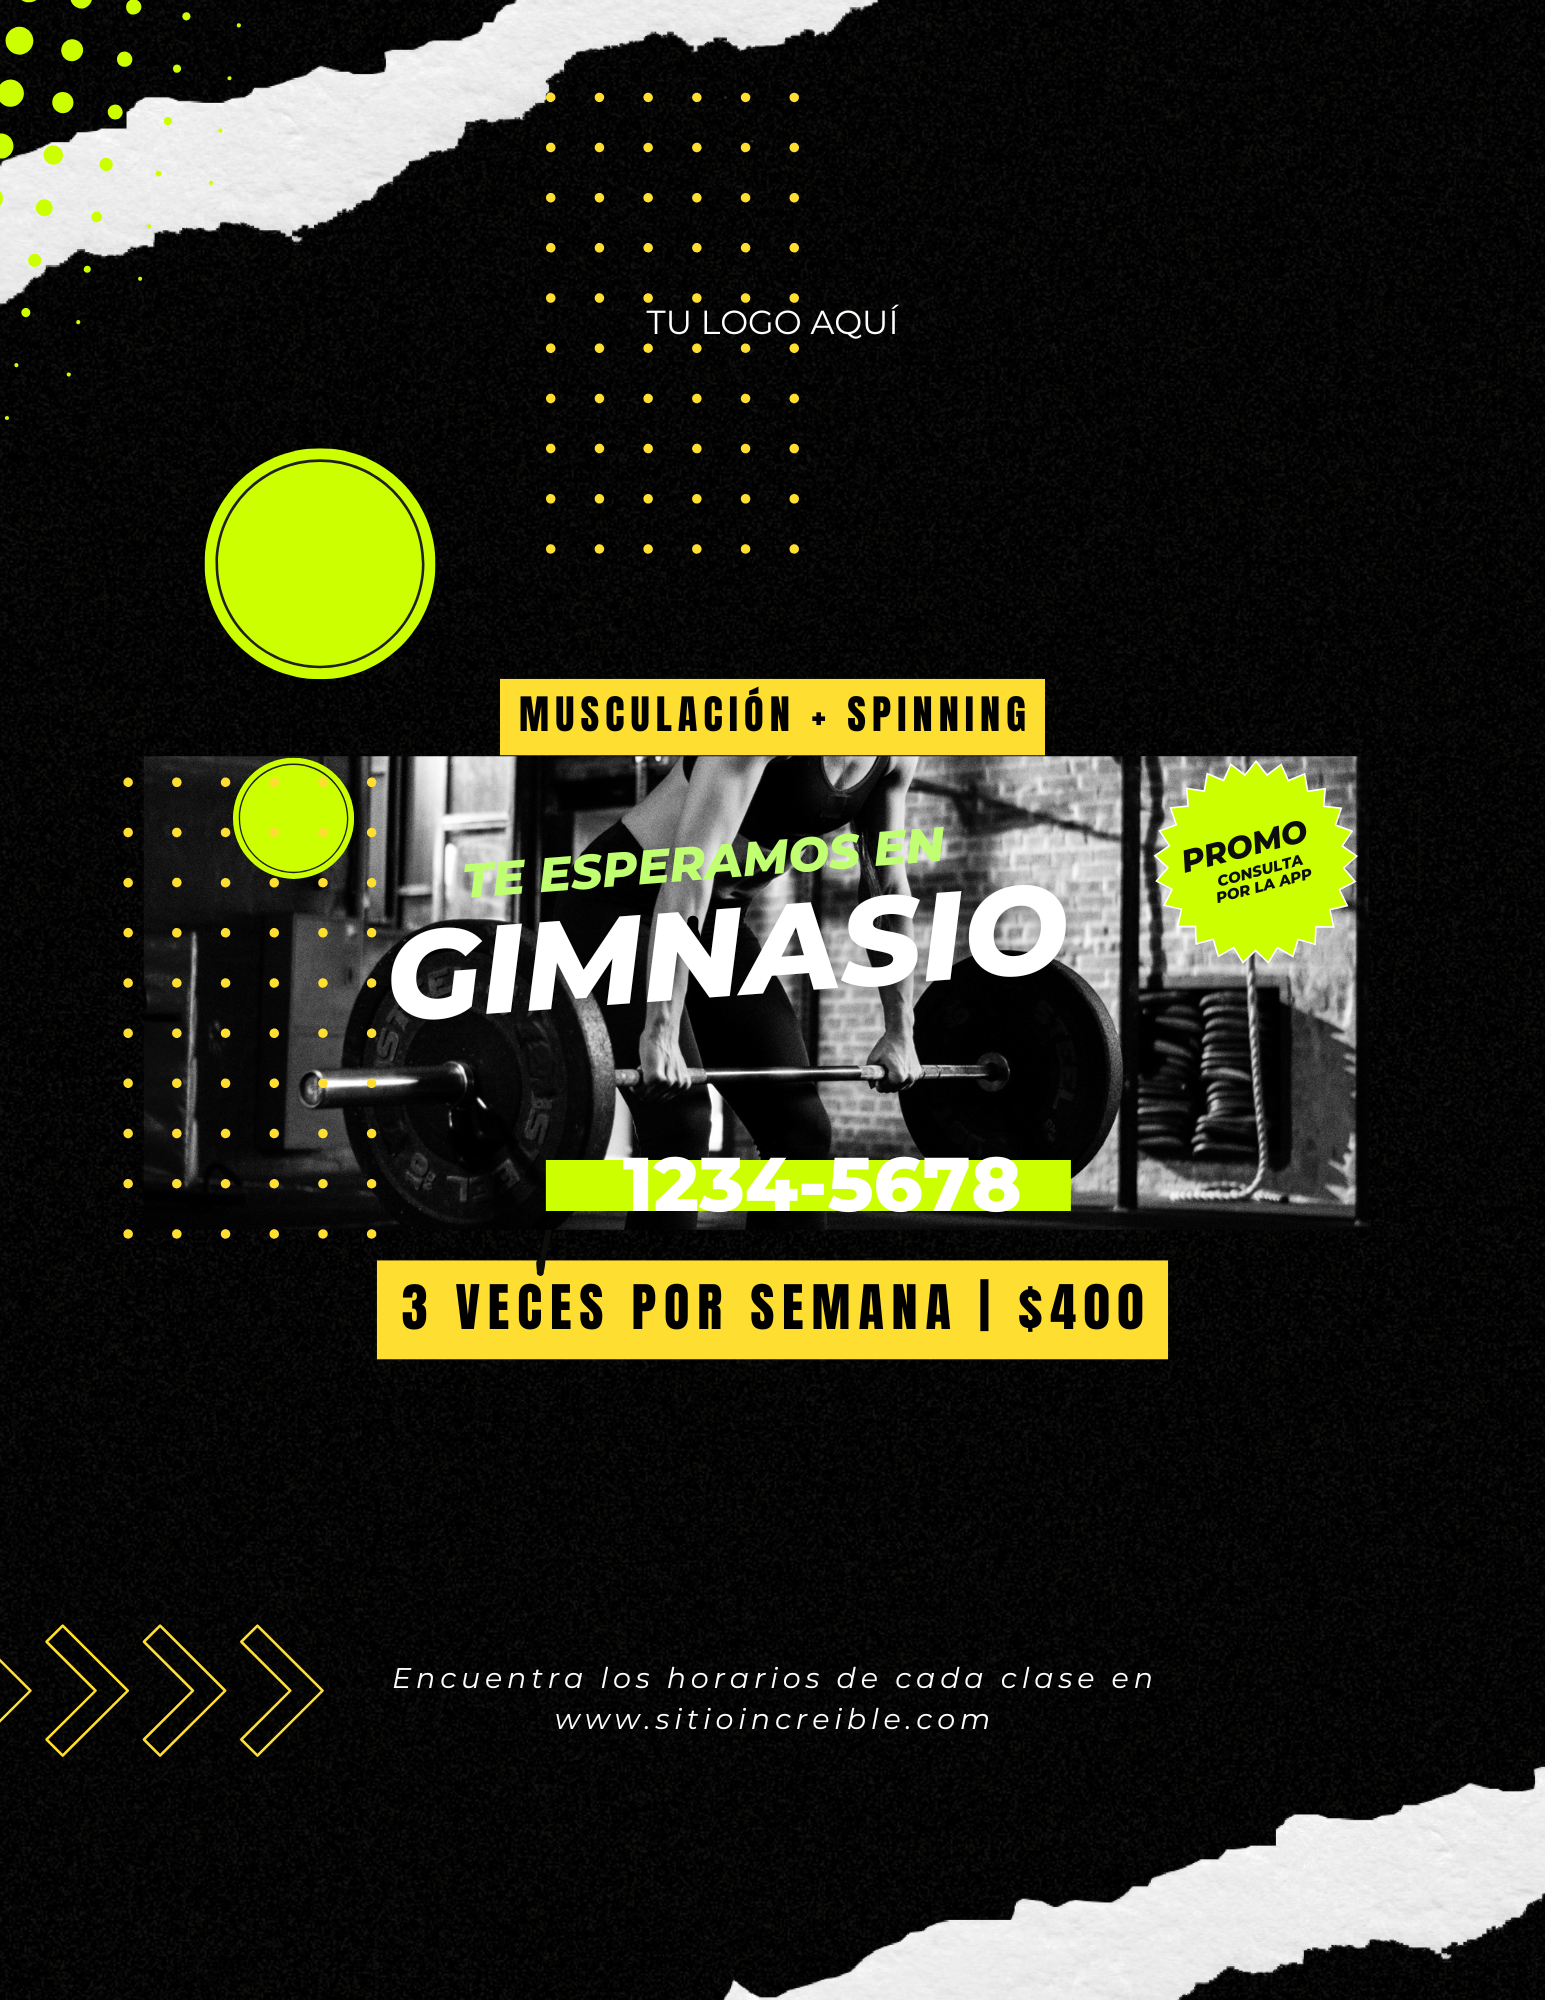 TU LOGO AQUÍ
MUSCULACIÓN + SPINNING
TE ESPERAMOS EN
GIMNASIO
PROMO
CONSULTA
POR LA APP
1234-5678
3 VECES POR SEMANA | $400
Encuentra los horarios de cada clase en
www.sitioincreible.com